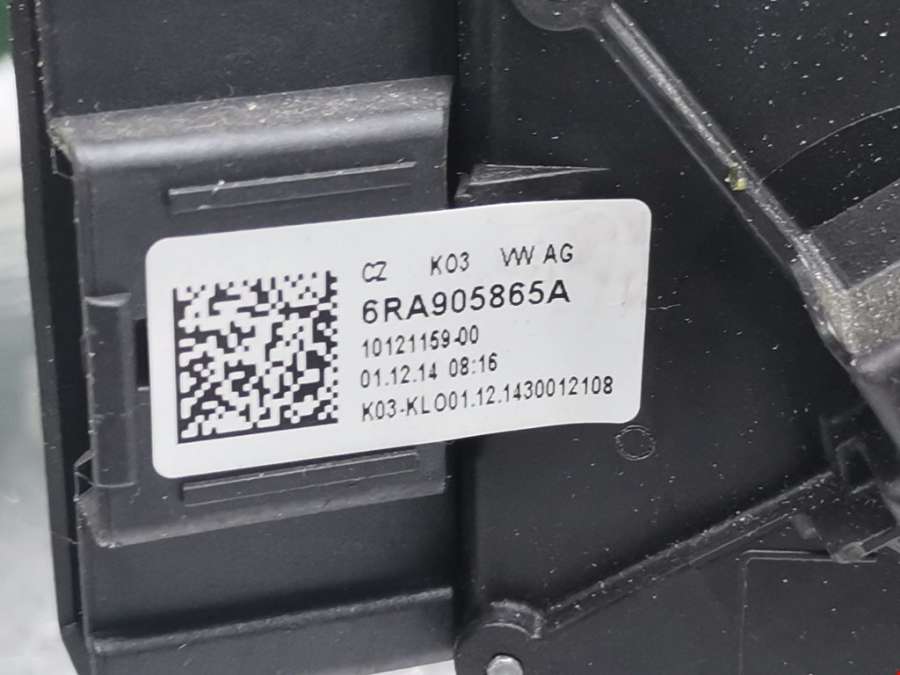 CZ K03 VW AG
6RA905865A
10121159-00
01.12.14 08:16
K03-KLO01.12.1430012108